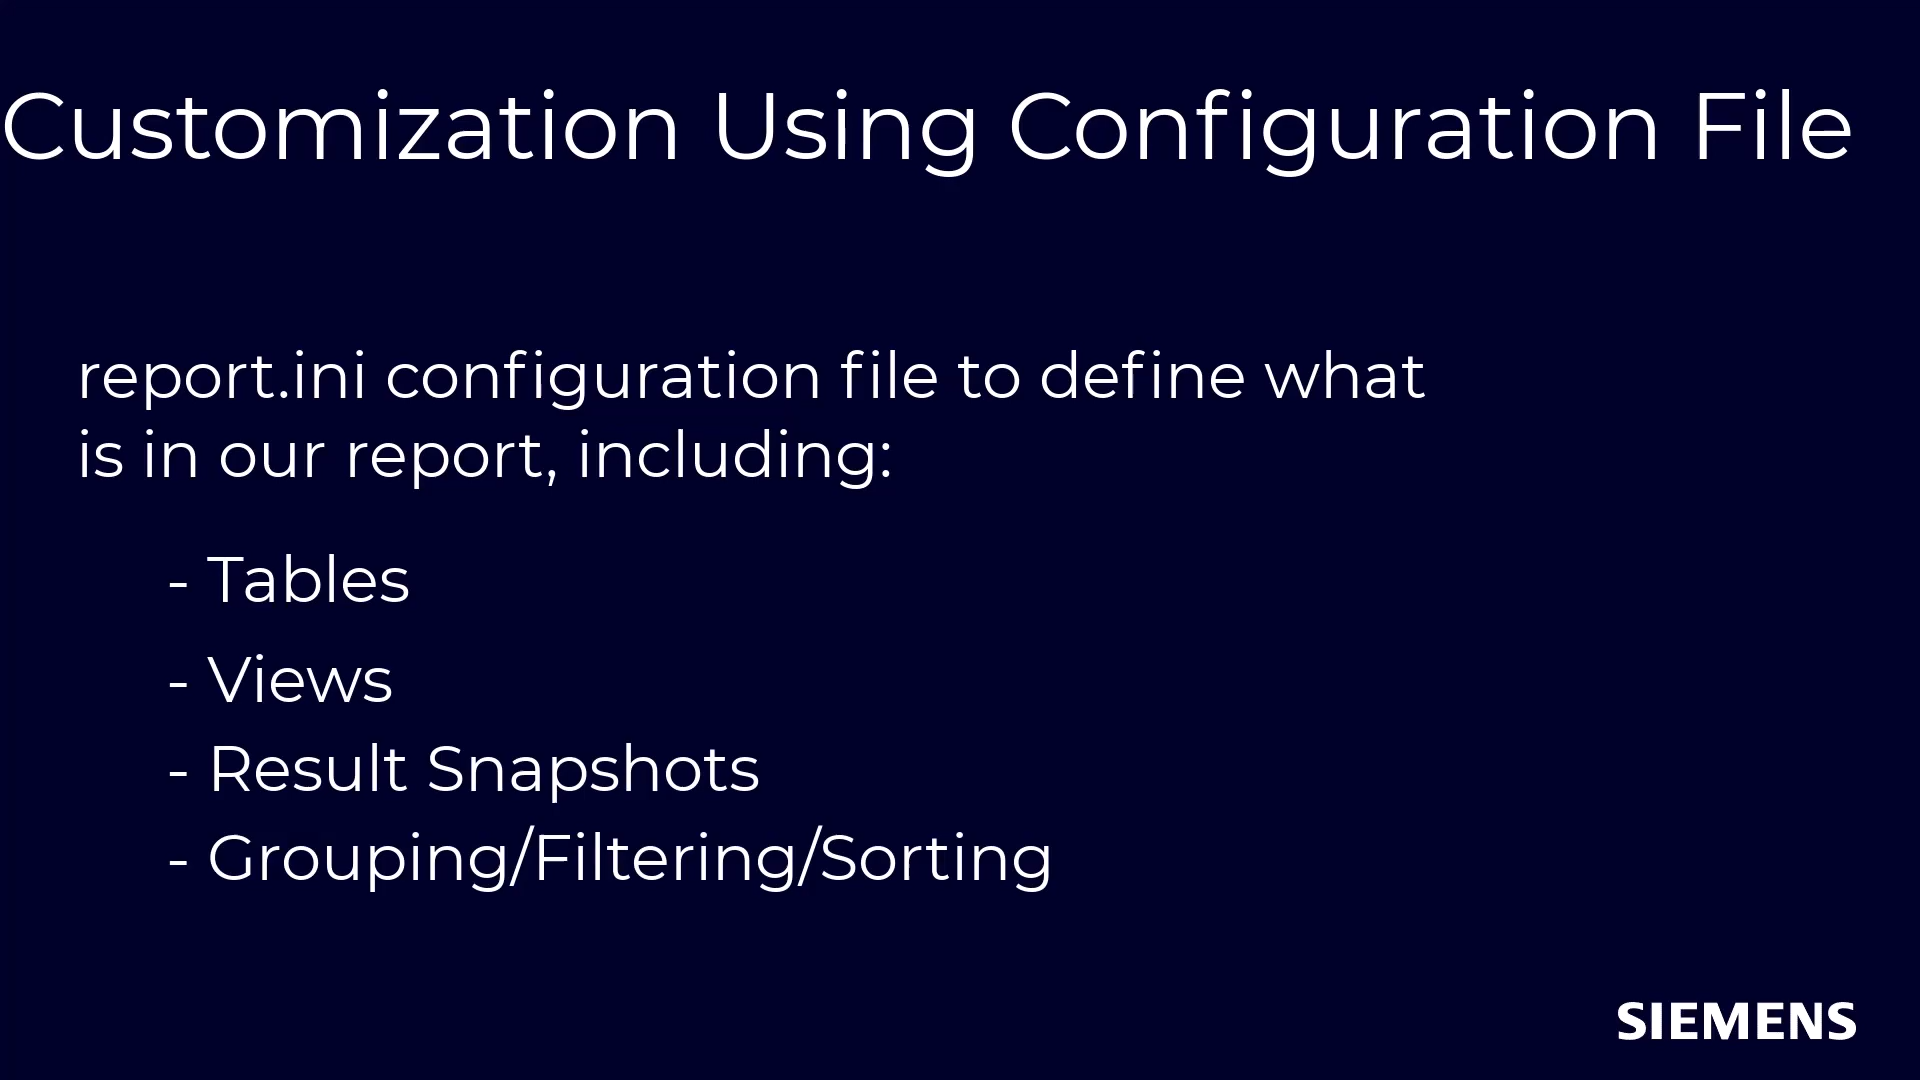 Customization Using Configuration File
report.ini configuration file to define what
is in our report, including:
- Tables
- Views
- Result Snapshots
- Grouping/Filtering/Sorting
SIEMENS